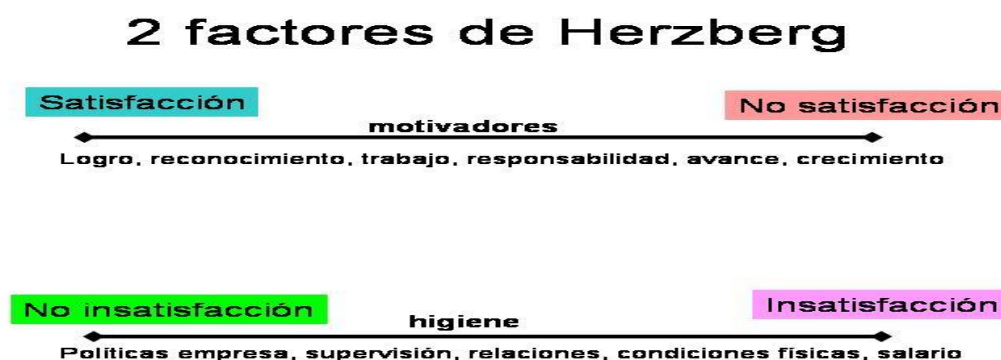 2 factores de Herzberg
Satisfacción No satisfacción
motivadores
Logro, reconocimiento, trabajo, responsabilidad, avance, crecimiento
No insatisfacción Insatisfacción
higiene
Políticas empresa, supervisión, relaciones, condiciones físicas, salario